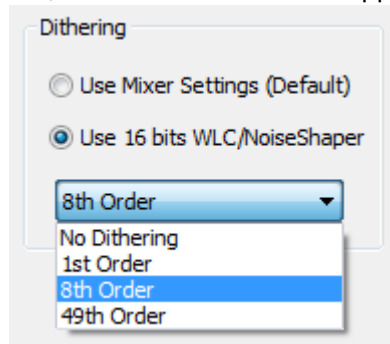 Dithering
Use Mixer Settings (Default)
Use 16 bits WLC/NoiseShaper
8th Order
No Dithering
1st Order
8th Order
49th Order